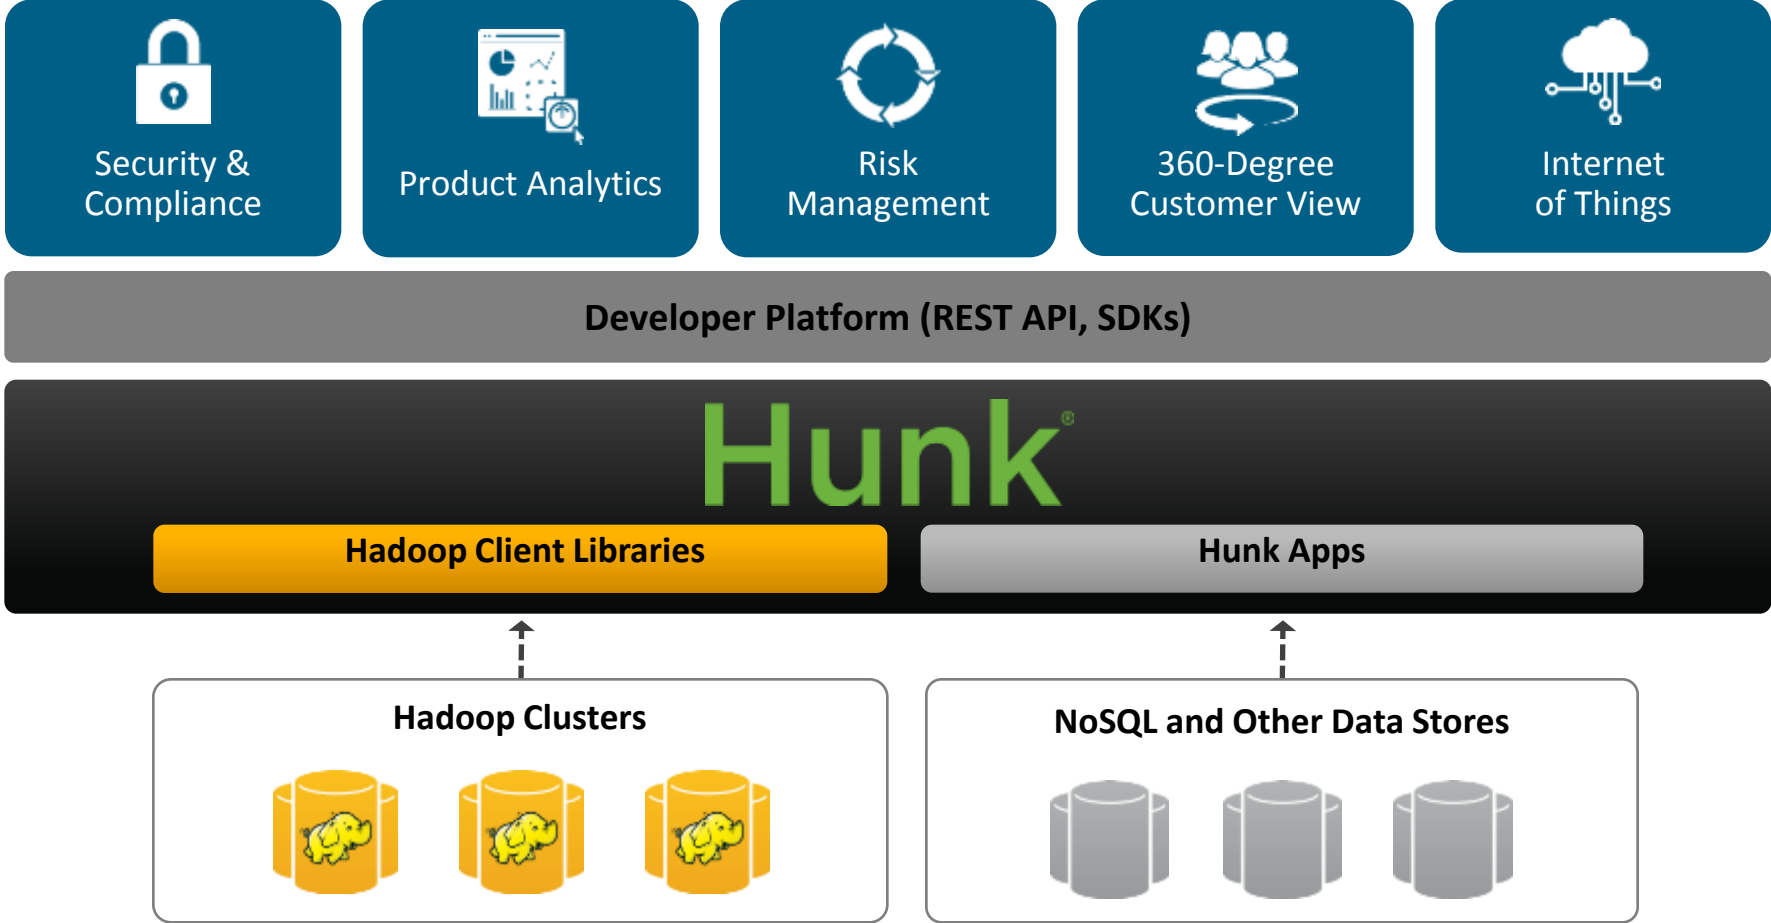 Security &
Compliance
Product Analytics
Risk
Management
360-Degree
Customer View
Internet
of Things
Developer Platform (REST API, SDKs)
Hunk®
Hadoop Client Libraries
Hunk Apps
Hadoop Clusters
NoSQL and Other Data Stores